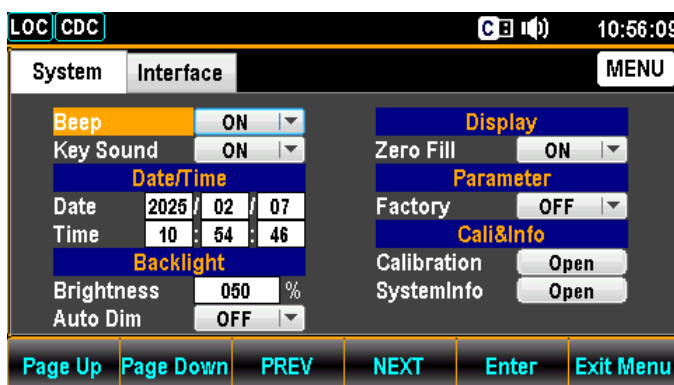 LOC CDC C 10:56:09
System Interface MENU
Beep ON
Key Sound ON
Date/Time
Date 2025 / 02 / 07
Time 10 : 54 : 46
Backlight
Brightness 050 %
Auto Dim OFF
Display
Zero Fill ON
Parameter
Factory OFF
Cali&Info
Calibration Open
SystemInfo Open
Page Up Page Down PREV NEXT Enter Exit Menu